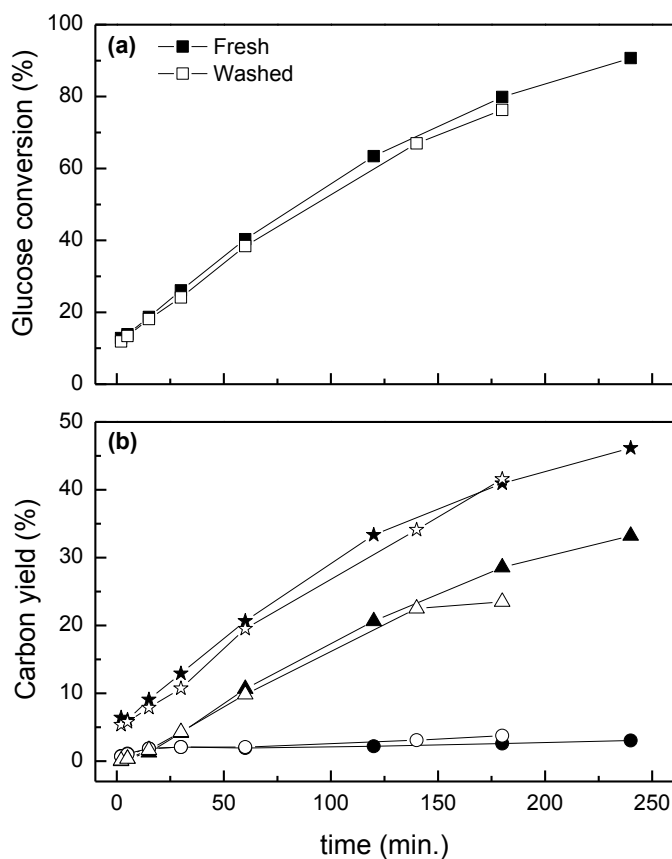 100
80
60
40
20
0
Glucose conversion (%)
(a)
Fresh
Washed
50
40
30
20
10
0
Carbon yield (%)
(b)
0 50 100 150 200 250
time (min.)